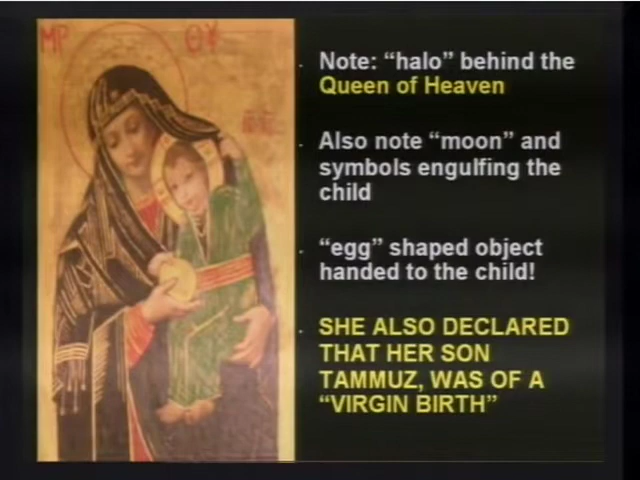 MP ΘΥ
Note: “halo” behind the
Queen of Heaven
Also note “moon” and
symbols engulfing the
child
“egg” shaped object
handed to the child!
SHE ALSO DECLARED
THAT HER SON
TAMMUZ, WAS OF A
“VIRGIN BIRTH”